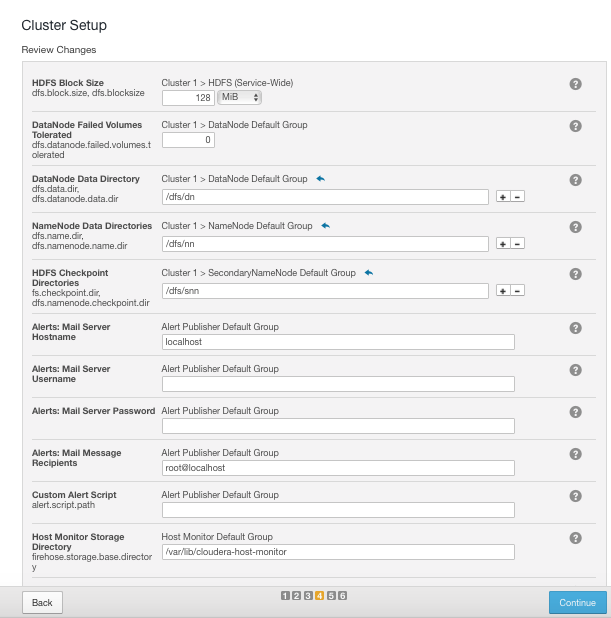 Cluster Setup
Review Changes
HDFS Block Size
dfs.block.size, dfs.blocksize
Cluster 1 > HDFS (Service-Wide)
128 MiB
?
DataNode Failed Volumes
Tolerated
dfs.datanode.failed.volumes.t
olerated
Cluster 1 > DataNode Default Group
0
?
DataNode Data Directory
dfs.data.dir,
dfs.datanode.data.dir
Cluster 1 > DataNode Default Group
/dfs/dn
+ -
?
NameNode Data Directories
dfs.name.dir,
dfs.namenode.name.dir
Cluster 1 > NameNode Default Group
/dfs/nn
+ -
?
HDFS Checkpoint
Directories
fs.checkpoint.dir,
dfs.namenode.checkpoint.dir
Cluster 1 > SecondaryNameNode Default Group
/dfs/snn
+ -
?
Alerts: Mail Server
Hostname
Alert Publisher Default Group
localhost
?
Alerts: Mail Server
Username
Alert Publisher Default Group
?
Alerts: Mail Server Password
Alert Publisher Default Group
?
Alerts: Mail Message
Recipients
Alert Publisher Default Group
root@localhost
?
Custom Alert Script
alert.script.path
Alert Publisher Default Group
?
Host Monitor Storage
Directory
firehose.storage.base.director
y
Host Monitor Default Group
/var/lib/cloudera-host-monitor
?
Back
1 2 3 4 5 6
Continue